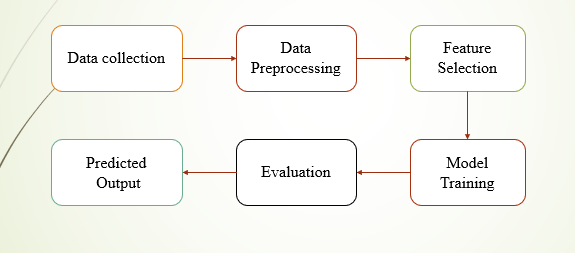 Data collection
Data
Preprocessing
Feature
Selection
Model
Training
Evaluation
Predicted
Output